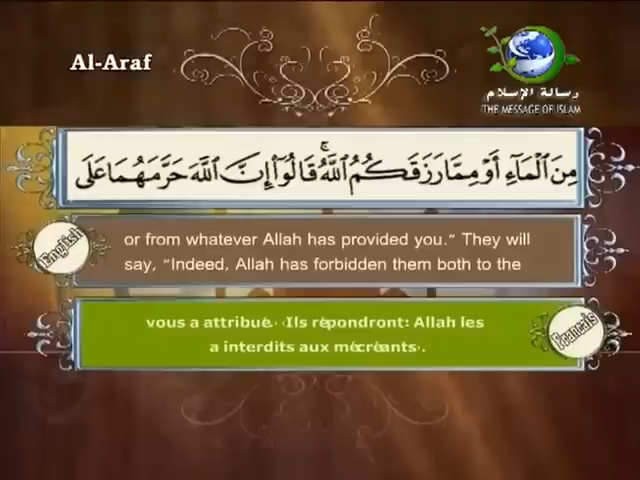 Al-Araf
رسالة الإسلام
THE MESSAGE OF ISLAM
مِنَ ٱلْمَآءِ أَوْ مِمَّا رَزَقَكُمُ ٱللَّهُ ۚ قَالُوٓا۟ إِنَّ ٱللَّهَ حَرَّمَهُمَا عَلَى
English
or from whatever Allah has provided you.” They will
say, “Indeed, Allah has forbidden them both to the
Francais
vous a attribué.. Ils répondront: Allah les
a interdits aux mécréants.